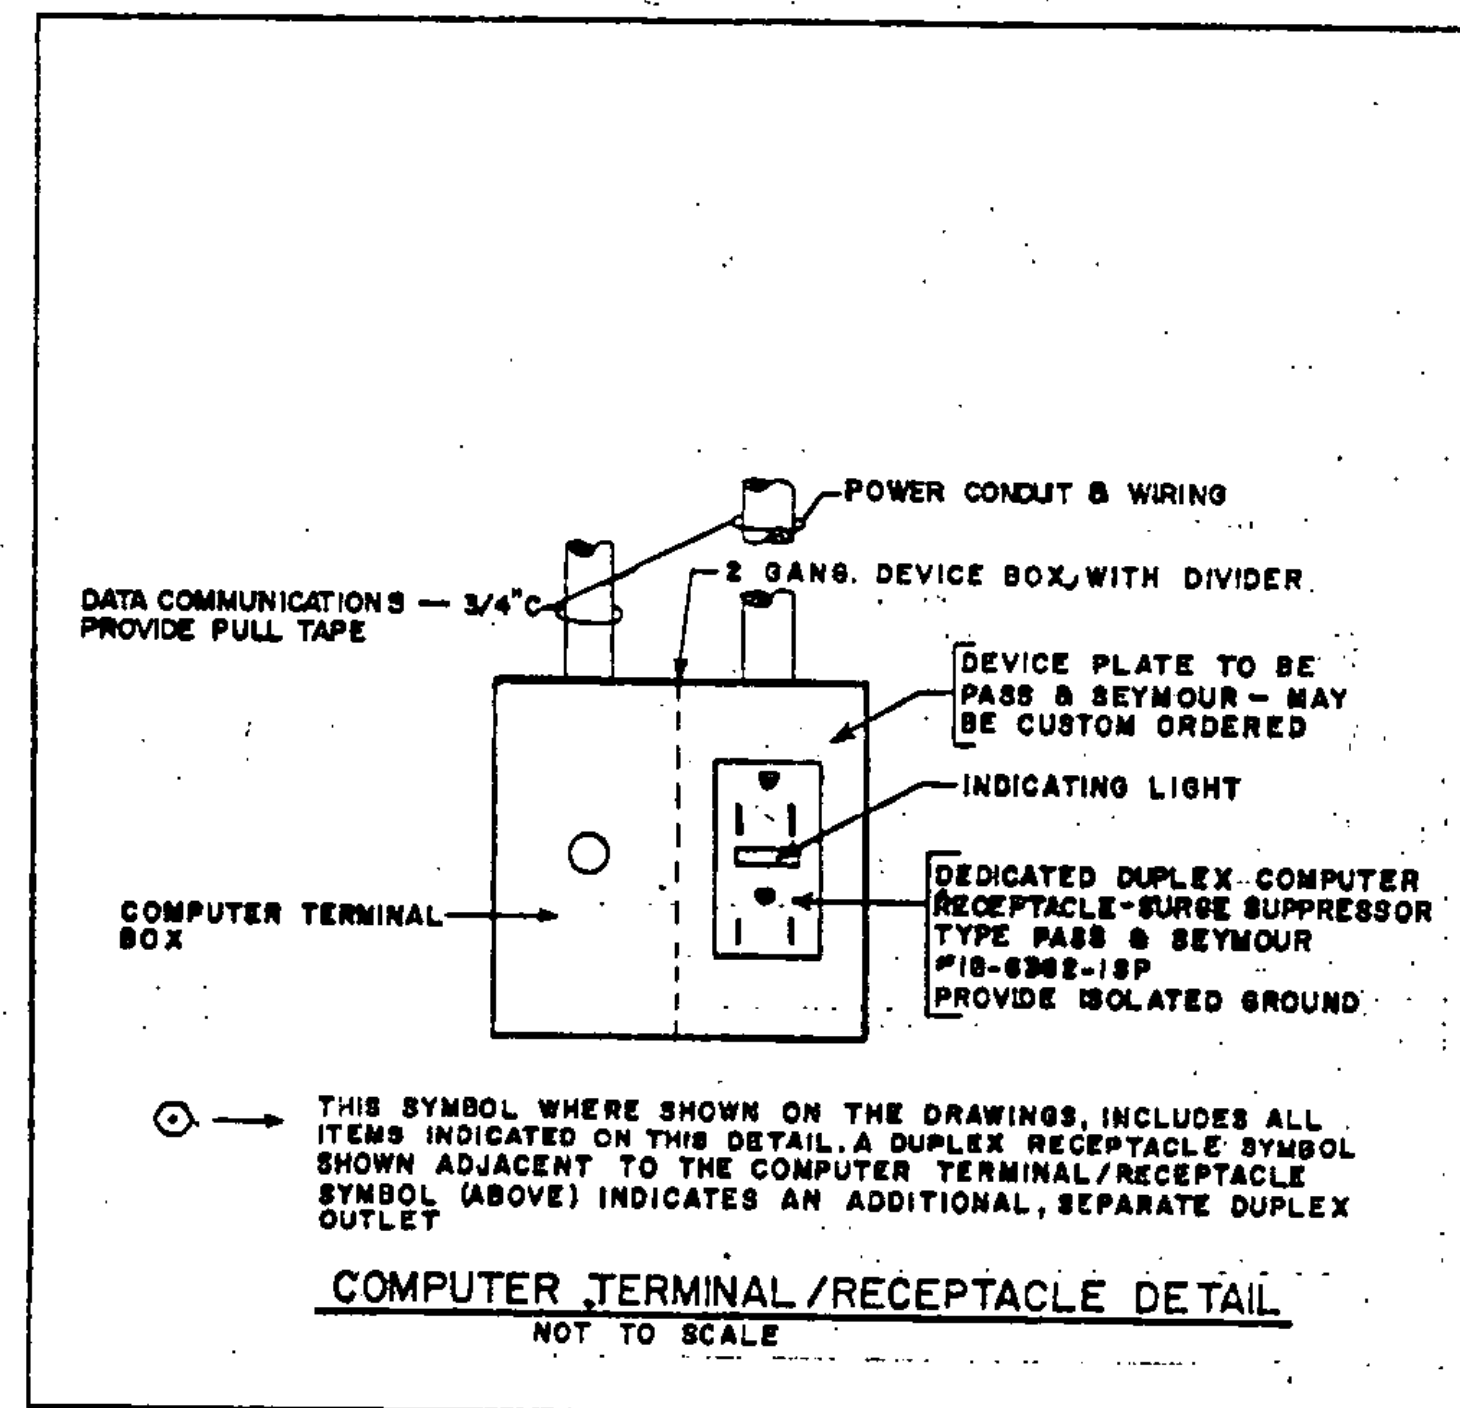 POWER CONDUIT & WIRING
2 GANG. DEVICE BOX, WITH DIVIDER.
DATA COMMUNICATIONS — 3/4"C
PROVIDE PULL TAPE
DEVICE PLATE TO BE
PASS & SEYMOUR — MAY
BE CUSTOM ORDERED
INDICATING LIGHT
COMPUTER TERMINAL
BOX
DEDICATED DUPLEX COMPUTER
RECEPTACLE-SURGE SUPPRESSOR
TYPE PASS & SEYMOUR
PROVIDE ISOLATED GROUND
THIS SYMBOL WHERE SHOWN ON THE DRAWINGS, INCLUDES ALL
ITEMS INDICATED ON THIS DETAIL. A DUPLEX RECEPTACLE SYMBOL
SHOWN ADJACENT TO THE COMPUTER TERMINAL/RECEPTACLE
SYMBOL (ABOVE) INDICATES AN ADDITIONAL, SEPARATE DUPLEX
OUTLET
COMPUTER TERMINAL/RECEPTACLE DETAIL
NOT TO SCALE